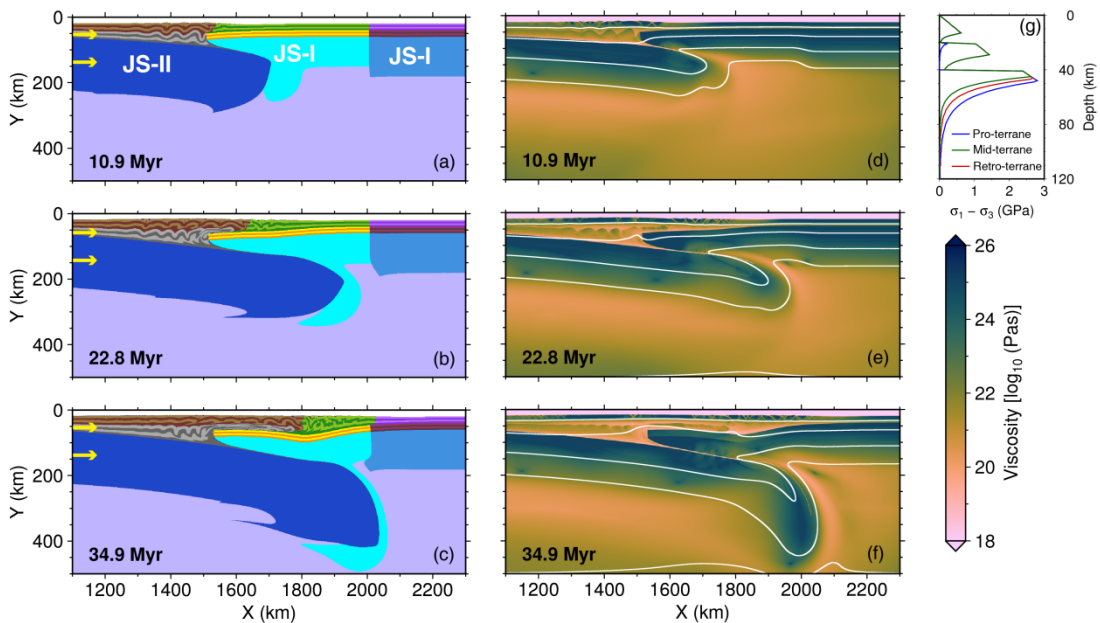 0
200
400
Y (km)
JS-II
JS-I
JS-I
10.9 Myr
(a)
0
200
400
Y (km)
22.8 Myr
(b)
0
200
400
Y (km)
34.9 Myr
(c)
1200 1400 1600 1800 2000 2200
X (km)
10.9 Myr
(d)
22.8 Myr
(e)
34.9 Myr
(f)
1200 1400 1600 1800 2000 2200
X (km)
(g)
0
40
80
120
Depth (km)
Pro-terrane
Mid-terrane
Retro-terrane
0 1 2 3
σ1 − σ3 (GPa)
26
24
22
20
18
Viscosity [log10 (Pas)]